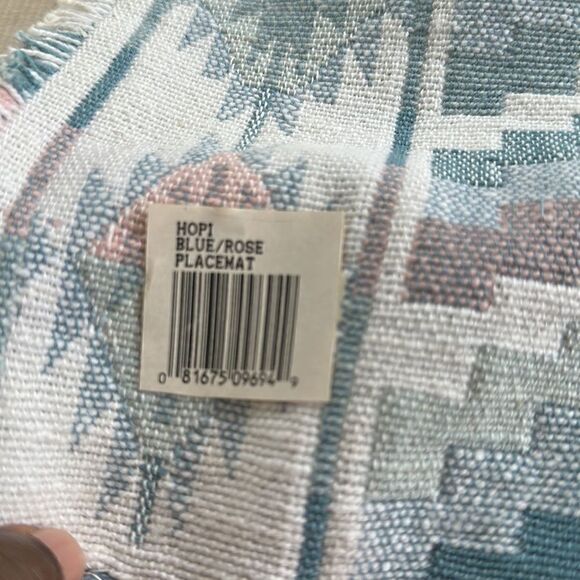 HOPI
BLUE/ROSE
PLACEMAT
0 81675 09694 9